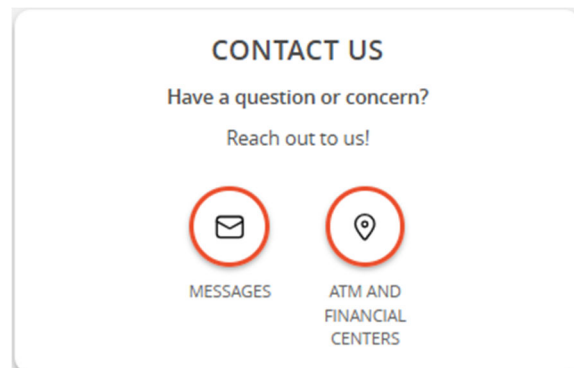 CONTACT US
Have a question or concern?
Reach out to us!
MESSAGES
ATM AND
FINANCIAL
CENTERS